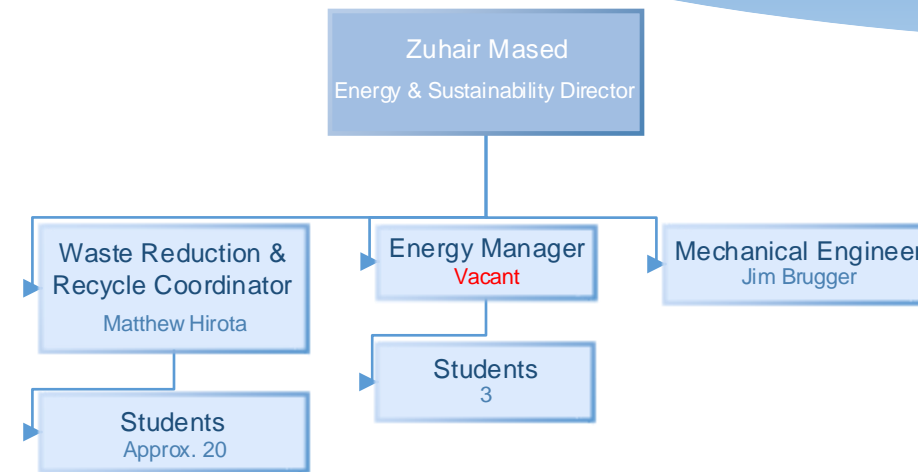 Zuhair Mased
Energy & Sustainability Director
Waste Reduction &
Recycle Coordinator
Matthew Hirota
Energy Manager
Vacant
Mechanical Engineer
Jim Brugger
Students
3
Students
Approx. 20